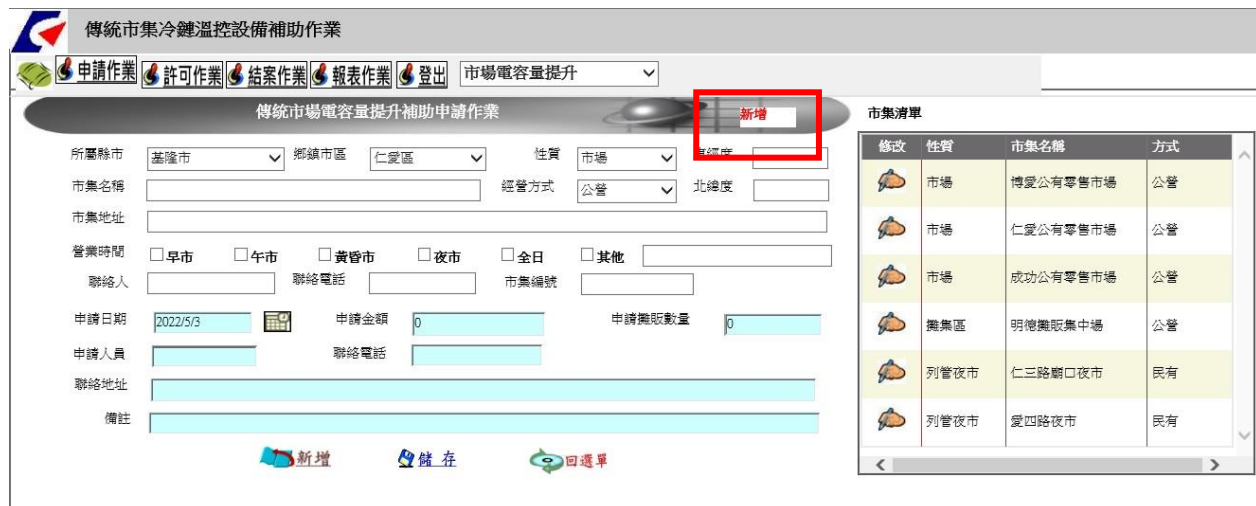 傳統市集冷鏈溫控設備補助作業
申請作業 許可作業 結案作業 報表作業 登出 市場電容量提升
傳統市場電容量提升補助申請作業 新增
所屬縣市 基隆市 鄉鎮市區 仁愛區 性質 市場
市集名稱 經營方式 公營 北緯度
市集地址
營業時間 早市 午市 黃昏市 夜市 全日 其他
聯絡人 聯絡電話 市集編號
申請日期 2022/5/3 申請金額 0 申請攤販數量 0
申請人員 聯絡電話
聯絡地址
備註
新增 儲存 回選單
市集清單
修改 性質 市集名稱 方式
市場 博愛公有零售市場 公營
市場 仁愛公有零售市場 公營
市場 成功公有零售市場 公營
攤集區 明德攤販集中場 公營
列管夜市 仁三路廟口夜市 民有
列管夜市 愛四路夜市 民有